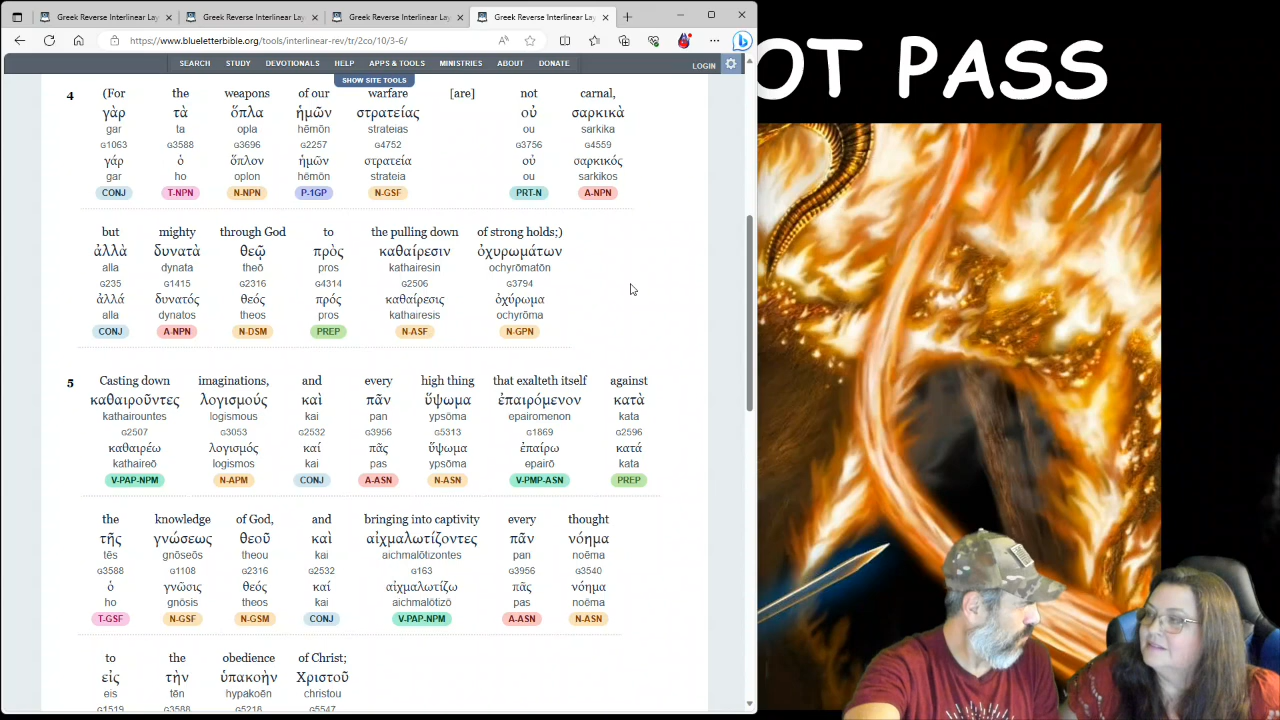 Greek Reverse Interlinear Lay
Greek Reverse Interlinear Lay
Greek Reverse Interlinear Lay
Greek Reverse Interlinear Lay
https://www.blueletterbible.org/tools/interlinear-rev/tr/2co/10/3-6/
SEARCH STUDY DEVOTIONALS HELP APPS & TOOLS MINISTRIES ABOUT DONATE LOGIN
SHOW SITE TOOLS
OT PASS
4 (For the weapons of our warfare [are] not carnal,
γὰρ τὰ ὅπλα ἡμῶν στρατείας οὐ σαρκικὰ
gar ta opla hēmōn strateias ou sarkika
G1063 G3588 G3696 G2257 G4752 G3756 G4559
γάρ ὁ ὅπλον ἡμῶν στρατεία οὐ σαρκικός
gar ho oplon hēmōn strateia ou sarkikos
CONJ T-NPN N-NPN P-1GP N-GSF PRT-N A-NPN
but mighty through God to the pulling down of strong holds;)
ἀλλὰ δυνατὰ θεῷ πρὸς καθαίρεσιν ὀχυρωμάτων
alla dynata theō pros kathairesin ochyrōmatōn
G235 G1415 G2316 G4314 G2506 G3794
ἀλλά δυνατός θεός πρός καθαίρεσις ὀχύρωμα
alla dynatos theos pros kathairesis ochyrōma
CONJ A-NPN N-DSM PREP N-ASF N-GPN
5 Casting down imaginations, and every high thing that exalteth itself against
καθαιροῦντες λογισμούς καὶ πᾶν ὕψωμα ἐπαιρόμενον κατὰ
kathairountes logismous kai pan ypsōma epairomenon kata
G2507 G3053 G2532 G3956 G5313 G1869 G2596
καθαιρέω λογισμός καί πᾶς ὕψωμα ἐπαίρω κατά
kathaireō logismos kai pas ypsōma epairō kata
V-PAP-NPM N-APM CONJ A-ASN N-ASN V-PMP-ASN PREP
the knowledge of God, and bringing into captivity every thought
τῆς γνώσεως θεοῦ καὶ αἰχμαλωτίζοντες πᾶν νόημα
tēs gnōseōs theou kai aichmalōtizontes pan noēma
G3588 G1108 G2316 G2532 G163 G3956 G3540
ὁ γνῶσις θεός καί αἰχμαλωτίζω πᾶς νόημα
ho gnōsis theos kai aichmalōtizō pas noēma
T-GSF N-GSF N-GSM CONJ V-PAP-NPM A-ASN N-ASN
to the obedience of Christ;
εἰς τὴν ὑπακοὴν Χριστοῦ
eis tēn hypakoēn christou
G1519 G3588 G5218 G5547